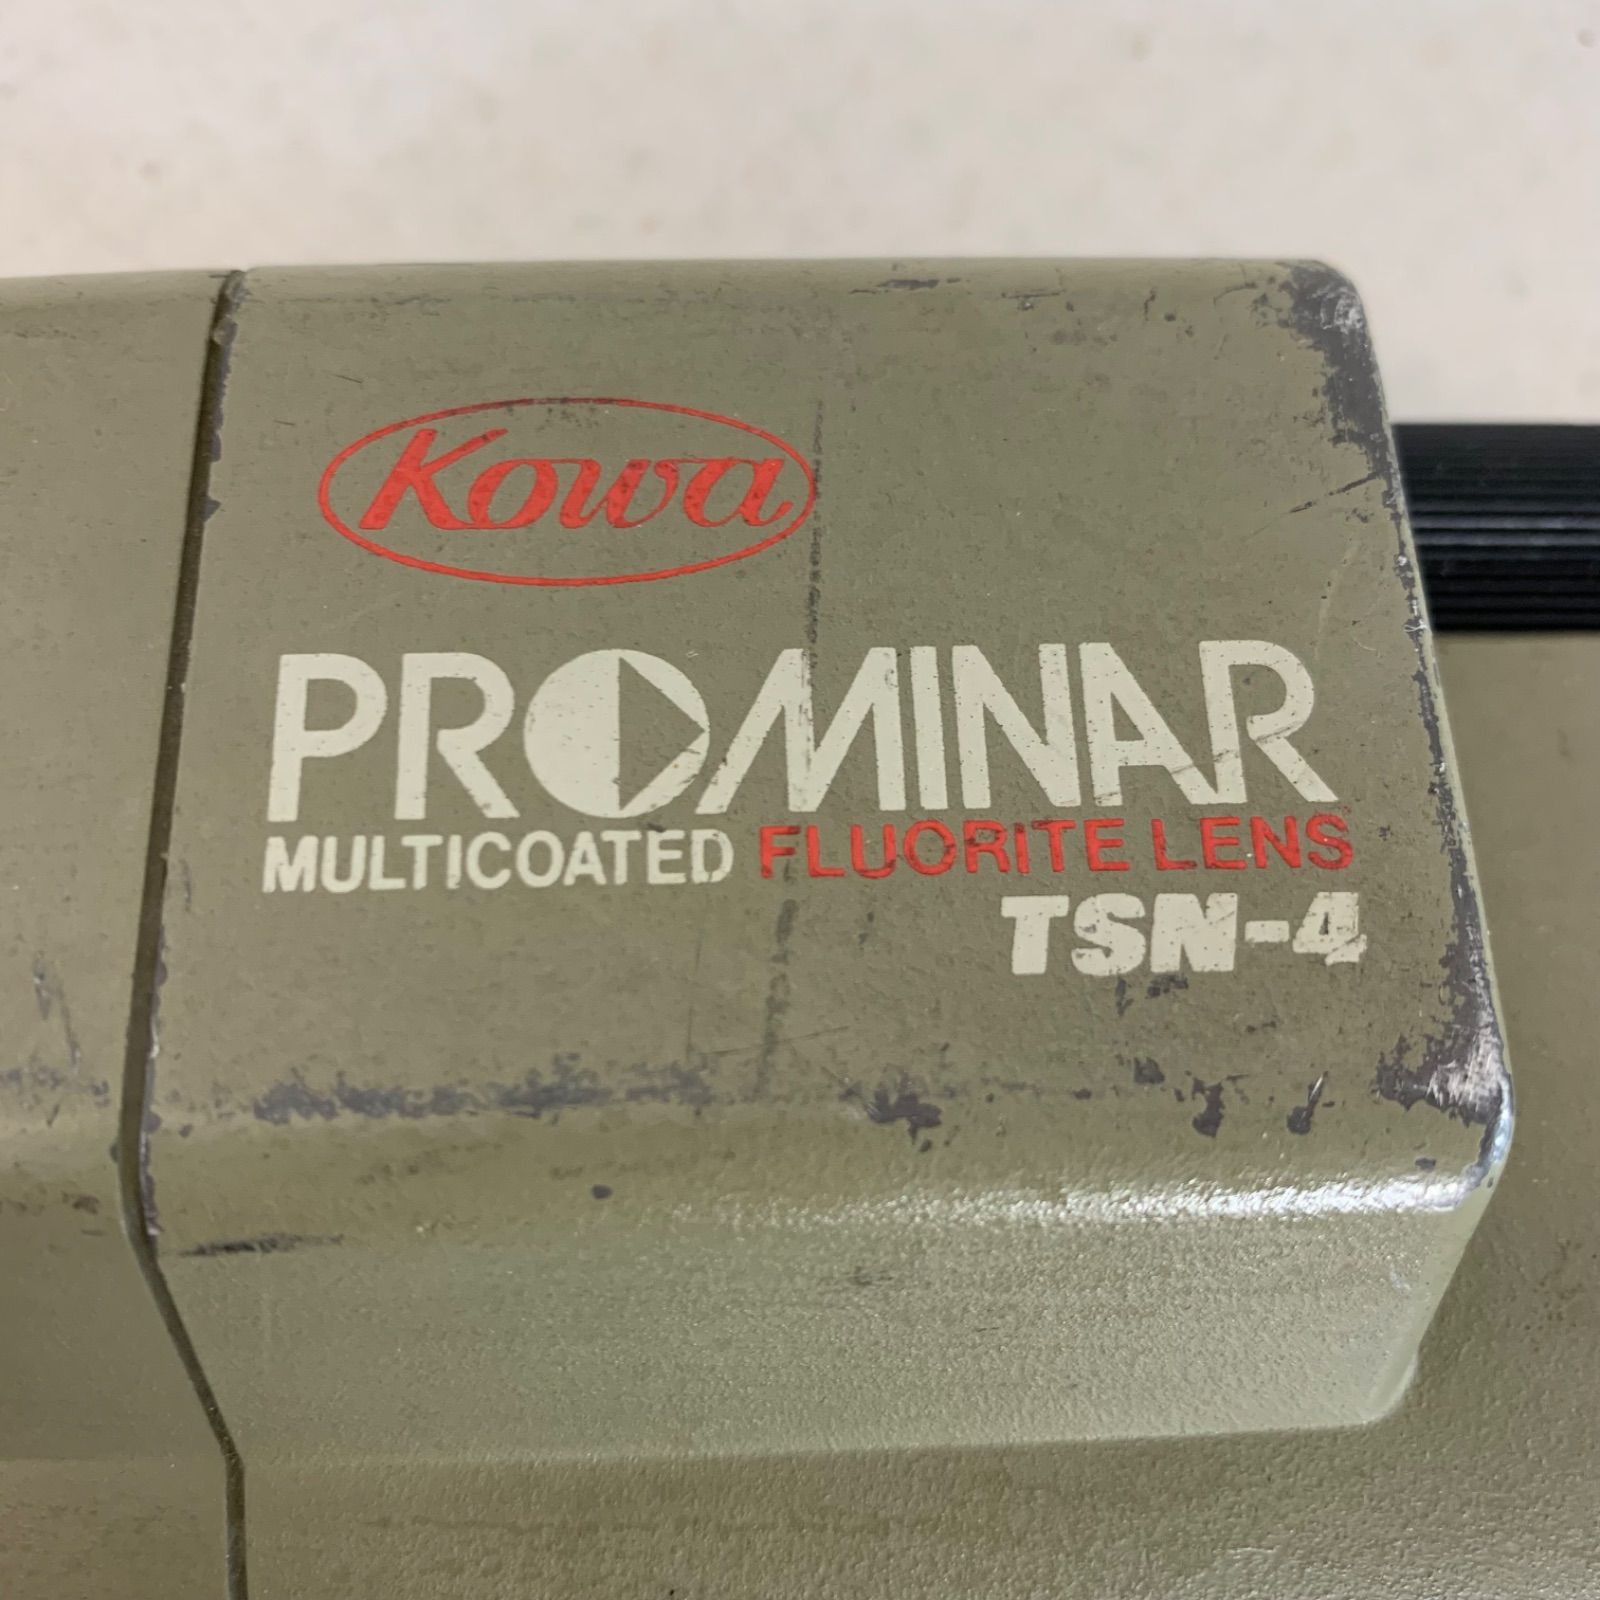 Kowa
PROMINAR
MULTICOATED FLUORITE LENS
TSN-4